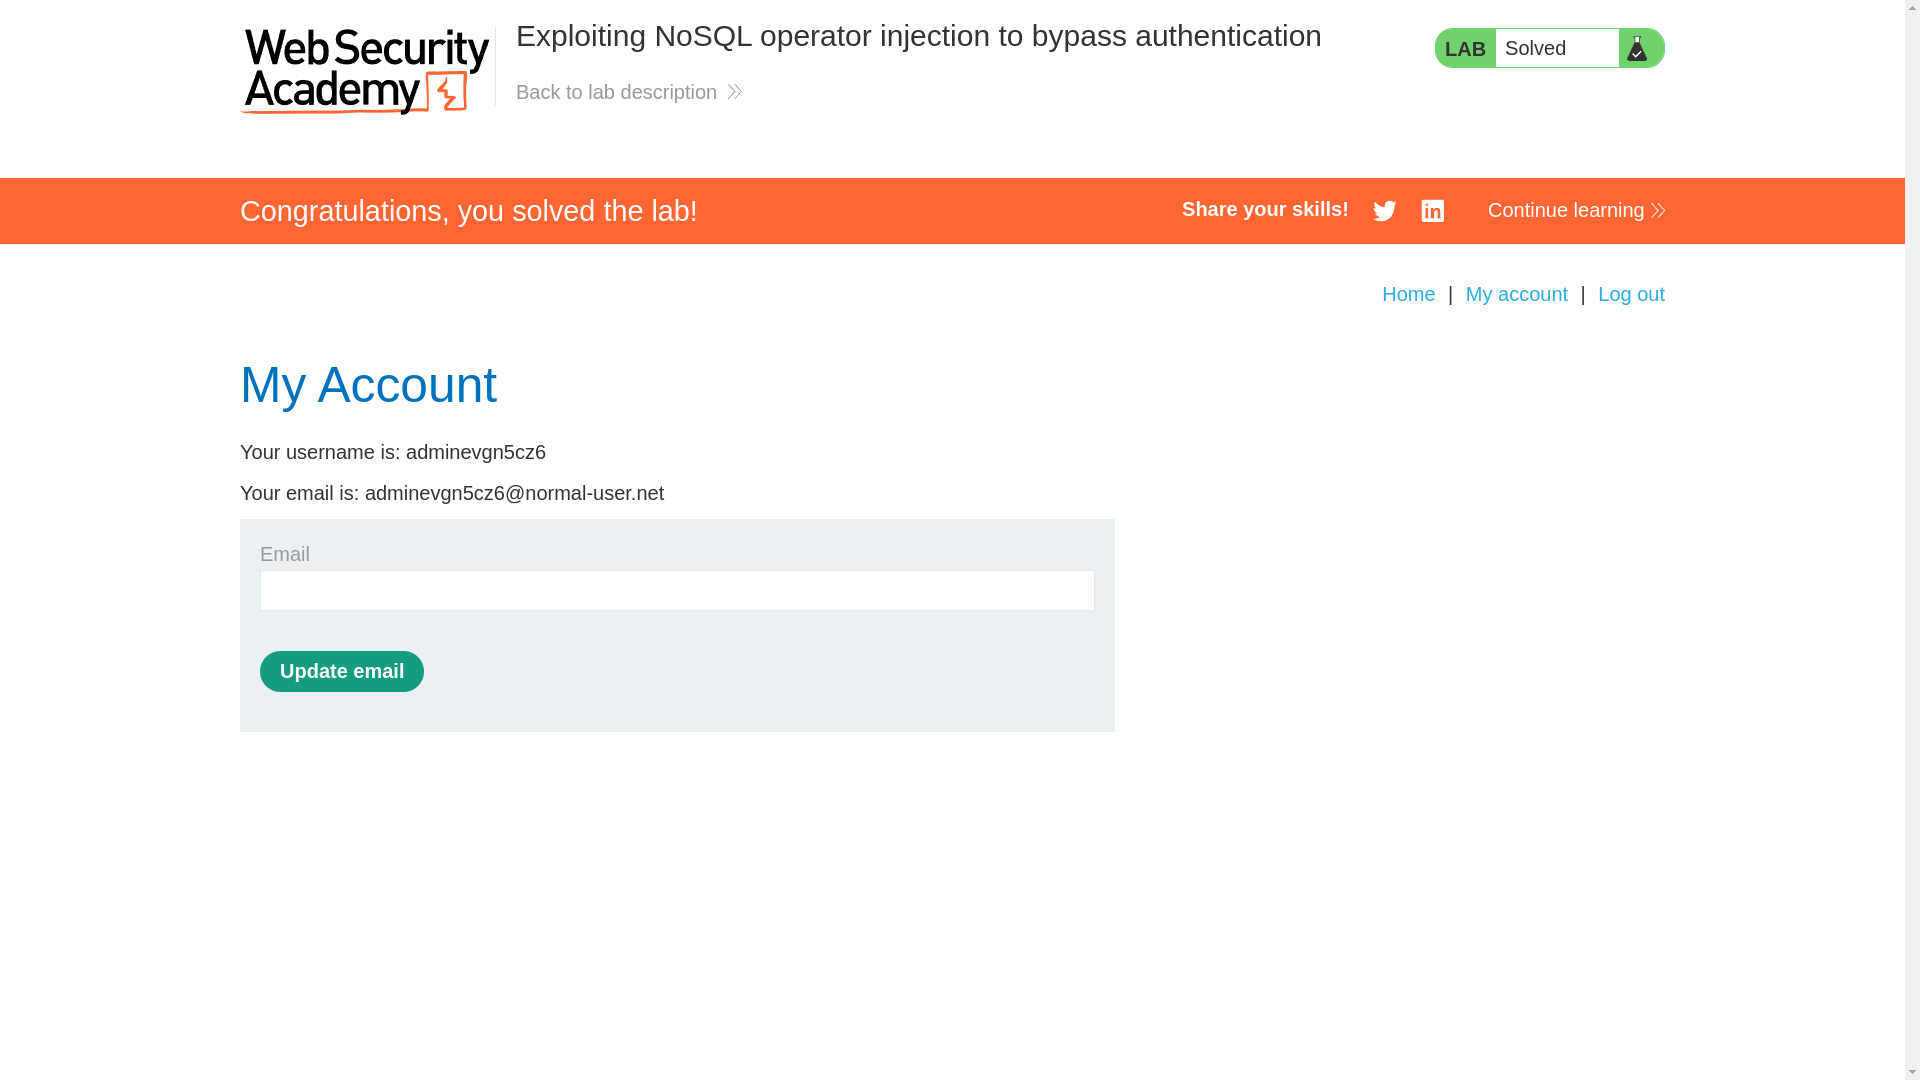 Web Security
Academy
Exploiting NoSQL operator injection to bypass authentication
Back to lab description
LAB Solved
Congratulations, you solved the lab!
Share your skills!
Continue learning
Home | My account | Log out
My Account
Your username is: adminevgn5cz6
Your email is: adminevgn5cz6@normal-user.net
Email
Update email